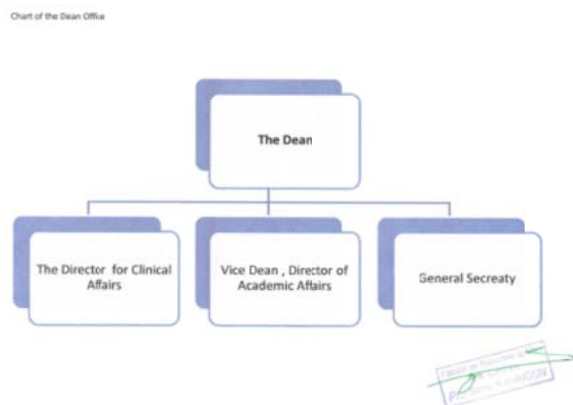 Chart of the Dean Office
The Dean
The Director for Clinical
Affairs
Vice Dean , Director of
Academic Affairs
General Secreaty